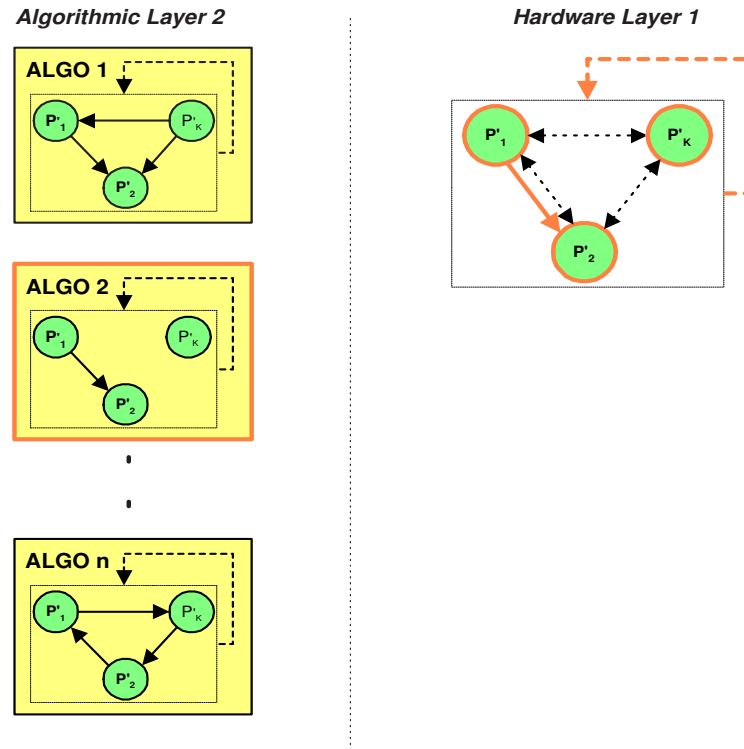 Algorithmic Layer 2
Hardware Layer 1
ALGO 1
P'1
P'K
P'2
ALGO 2
P'1
P'K
P'2
ALGO n
P'1
P'K
P'2
P'1
P'K
P'2